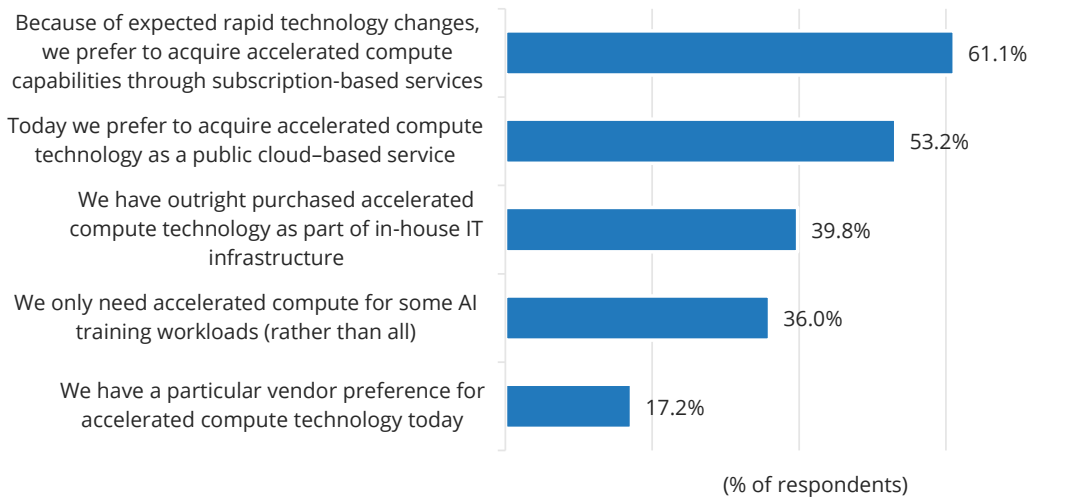 Because of expected rapid technology changes,
we prefer to acquire accelerated compute
capabilities through subscription-based services
61.1%
Today we prefer to acquire accelerated compute
technology as a public cloud–based service
53.2%
We have outright purchased accelerated
compute technology as part of in-house IT
infrastructure
39.8%
We only need accelerated compute for some AI
training workloads (rather than all)
36.0%
We have a particular vendor preference for
accelerated compute technology today
17.2%
(% of respondents)